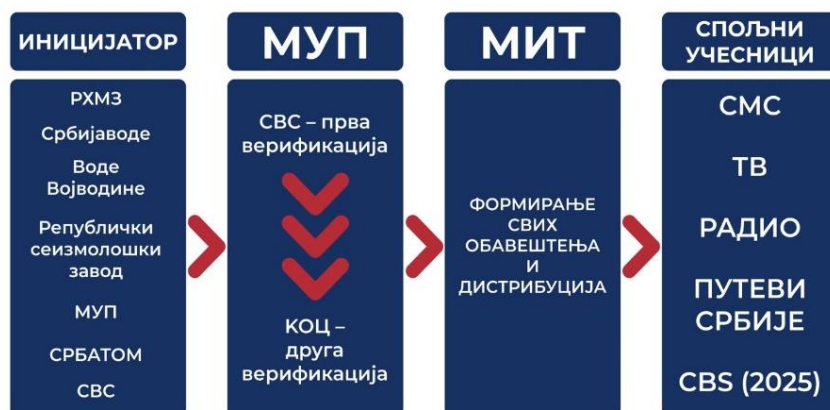 ИНИЦИЈАТОР
РХМЗ
Србијаводе
Воде
Војводине
Републички
сеизмолошки
завод
МУП
СРБАТОМ
СВС
МУП
СВС – прва
верификација
КОЦ –
друга
верификација
МИТ
ФОРМИРАЊЕ
СВИХ
ОБАВЕШТЕЊА
И
ДИСТРИБУЦИЈА
СПОЉНИ
УЧЕСНИЦИ
СМС
ТВ
РАДИО
ПУТЕВИ
СРБИЈЕ
CBS (2025)